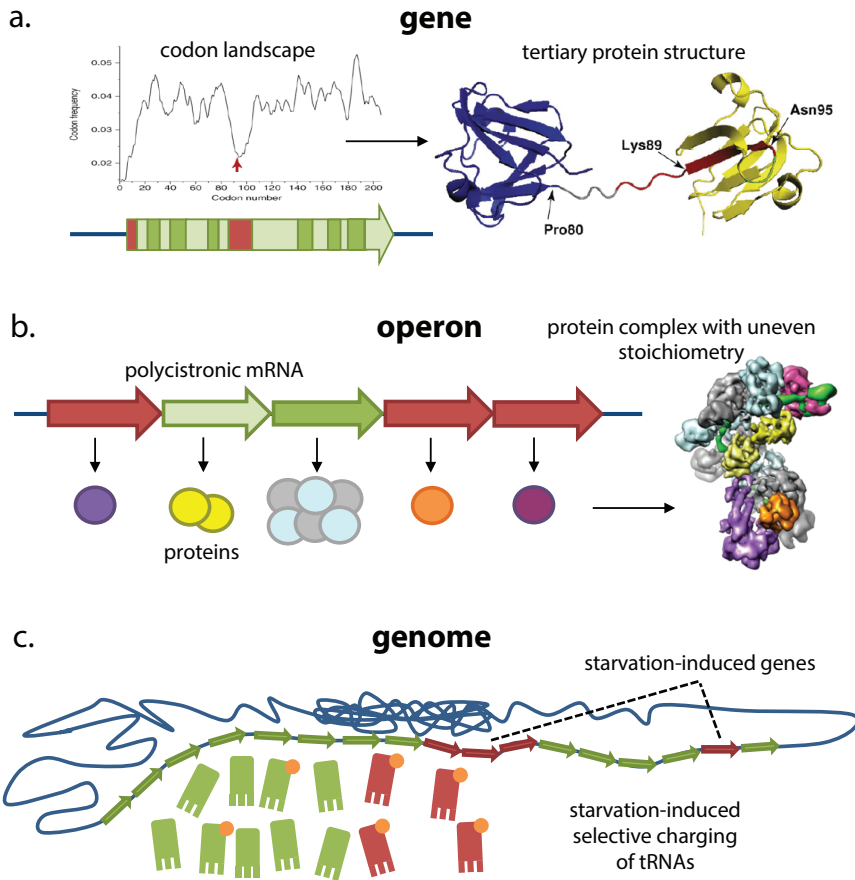 a.
gene
codon landscape
tertiary protein structure
Codon frequency
0.05
0.04
0.03
0.02
0 20 40 60 80 100 120 140 160 180 200
Codon number
Asn95
Lys89
Pro80
b.
operon
protein complex with uneven
stoichiometry
polycistronic mRNA
proteins
c.
genome
starvation-induced genes
starvation-induced
selective charging
of tRNAs